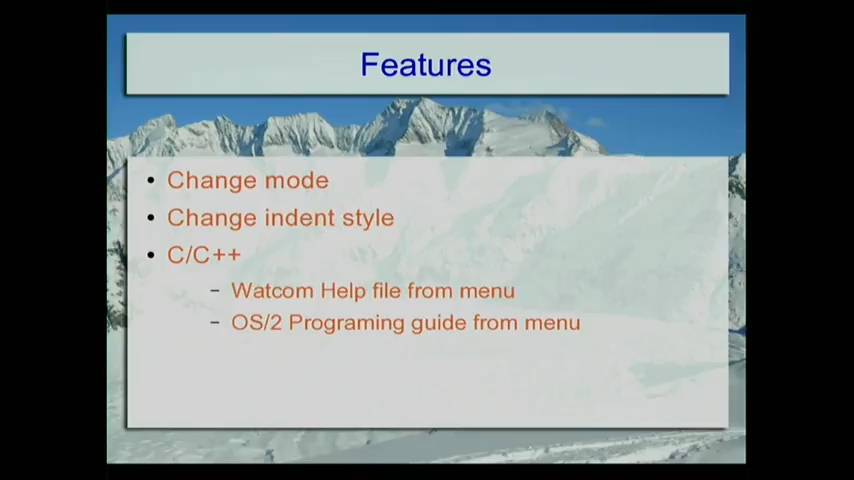 Features
• Change mode
• Change indent style
• C/C++
– Watcom Help file from menu
– OS/2 Programing guide from menu